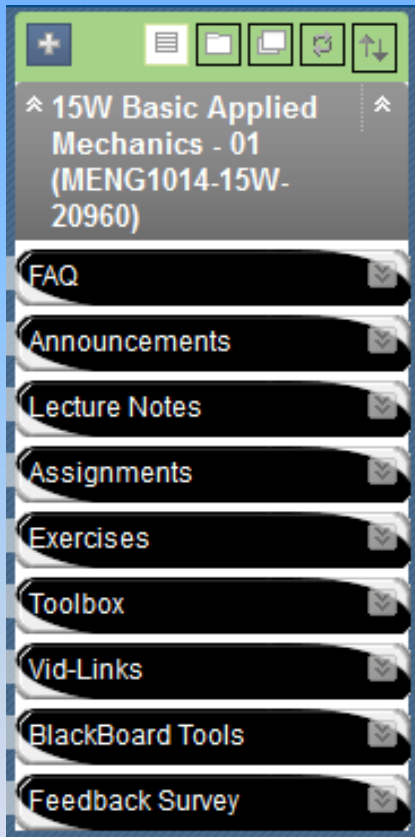 15W Basic Applied
Mechanics - 01
(MENG1014-15W-
20960)
FAQ
Announcements
Lecture Notes
Assignments
Exercises
Toolbox
Vid-Links
BlackBoard Tools
Feedback Survey